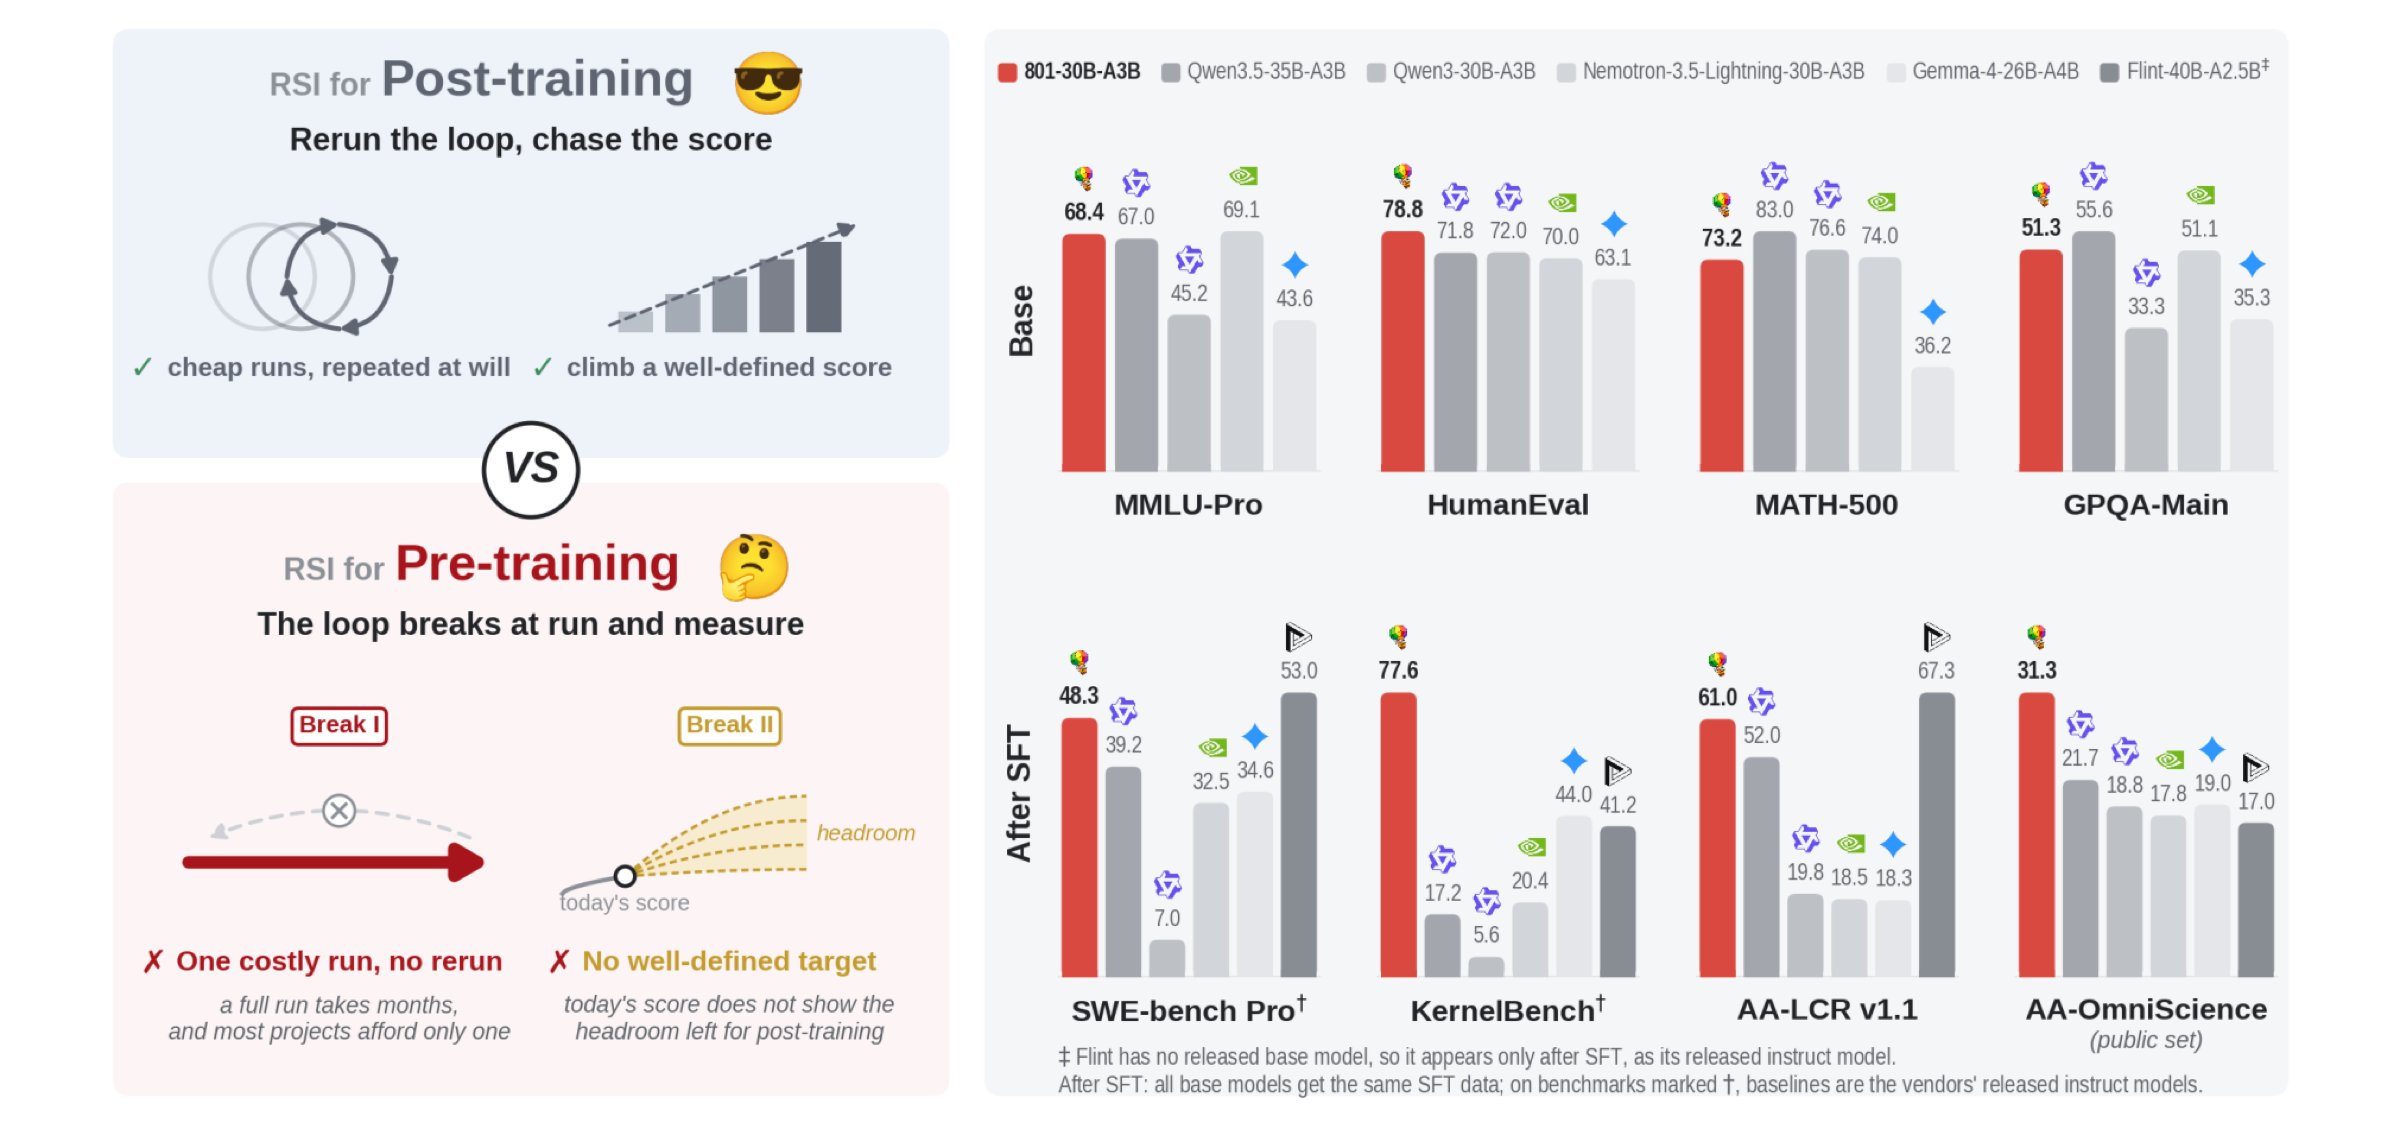 RSI for Post-training
Rerun the loop, chase the score
✓ cheap runs, repeated at will
✓ climb a well-defined score
VS
RSI for Pre-training
The loop breaks at run and measure
Break I
Break II
headroom
today's score
✗ One costly run, no rerun
a full run takes months,
and most projects afford only one
✗ No well-defined target
today's score does not show the
headroom left for post-training
801-30B-A3B Qwen3.5-35B-A3B Qwen3-30B-A3B Nemotron-3.5-Lightning-30B-A3B Gemma-4-26B-A4B Flint-40B-A2.5B‡
Base
68.4 67.0 45.2 69.1 43.6
MMLU-Pro
78.8 71.8 72.0 70.0 63.1
HumanEval
73.2 83.0 76.6 74.0 36.2
MATH-500
51.3 55.6 33.3 51.1 35.3
GPQA-Main
After SFT
48.3 39.2 7.0 32.5 34.6 53.0
SWE-bench Pro†
77.6 17.2 5.6 20.4 44.0 41.2
KernelBench†
61.0 52.0 19.8 18.5 18.3 67.3
AA-LCR v1.1
31.3 21.7 18.8 17.8 19.0 17.0
AA-OmniScience
(public set)
‡ Flint has no released base model, so it appears only after SFT, as its released instruct model.
After SFT: all base models get the same SFT data; on benchmarks marked †, baselines are the vendors' released instruct models.